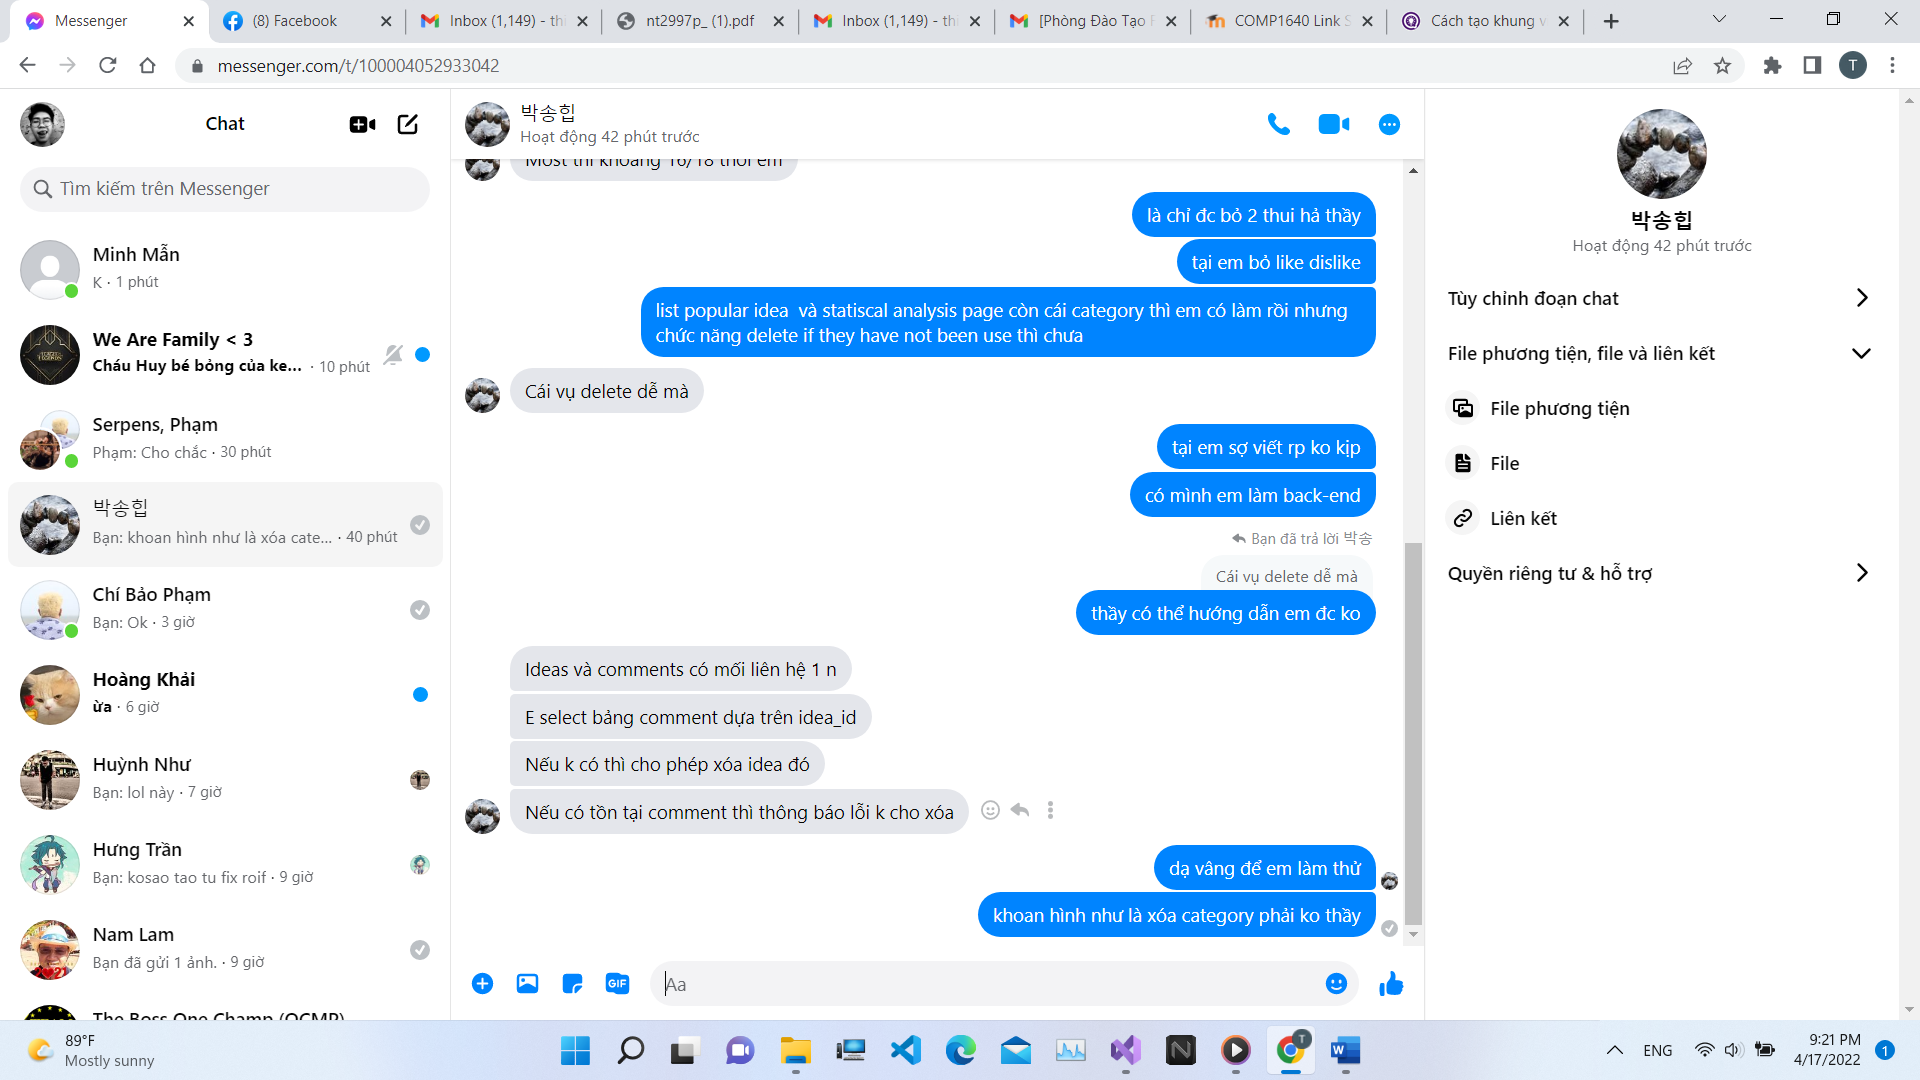 Messenger
(8) Facebook
Inbox (1,149) - thi
nt2997p_ (1).pdf
Inbox (1,149) - thi
[Phòng Đào Tạo
COMP1640 Link S
Cách tạo khung v
messenger.com/t/100004052933042
T
Chat
Tìm kiếm trên Messenger
Minh Mẫn
K · 1 phút
We Are Family < 3
Cháu Huy bé bỏng của ke... · 10 phút
Serpens, Phạm
Phạm: Cho chắc · 30 phút
박송힙
Bạn: khoan hình như là xóa cate... · 40 phút
Chí Bảo Phạm
Bạn: Ok · 3 giờ
Hoàng Khải
ừa · 6 giờ
Huỳnh Như
Bạn: lol này · 7 giờ
Hưng Trần
Bạn: kosao tao tu fix roif · 9 giờ
Nam Lam
Bạn đã gửi 1 ảnh. · 9 giờ
The Boss One Champ (OCMP)
박송힙
Hoạt động 42 phút trước
Most thì khoảng 16/18 thôi em
là chỉ đc bỏ 2 thui hả thầy
tại em bỏ like dislike
list popular idea  và statiscal analysis page còn cái category thì em có làm rồi nhưng
chức năng delete if they have not been use thì chưa
Cái vụ delete dễ mà
tại em sợ viết rp ko kịp
có mình em làm back-end
Bạn đã trả lời 박송
Cái vụ delete dễ mà
thầy có thể hướng dẫn em đc ko
Ideas và comments có mối liên hệ 1 n
E select bảng comment dựa trên idea_id
Nếu k có thì cho phép xóa idea đó
Nếu có tồn tại comment thì thông báo lỗi k cho xóa
dạ vâng để em làm thử
khoan hình như là xóa category phải ko thầy
GIF
Aa
박송힙
Hoạt động 42 phút trước
Tùy chỉnh đoạn chat
File phương tiện, file và liên kết
File phương tiện
File
Liên kết
Quyền riêng tư & hỗ trợ
89°F
Mostly sunny
ENG
9:21 PM
4/17/2022
1